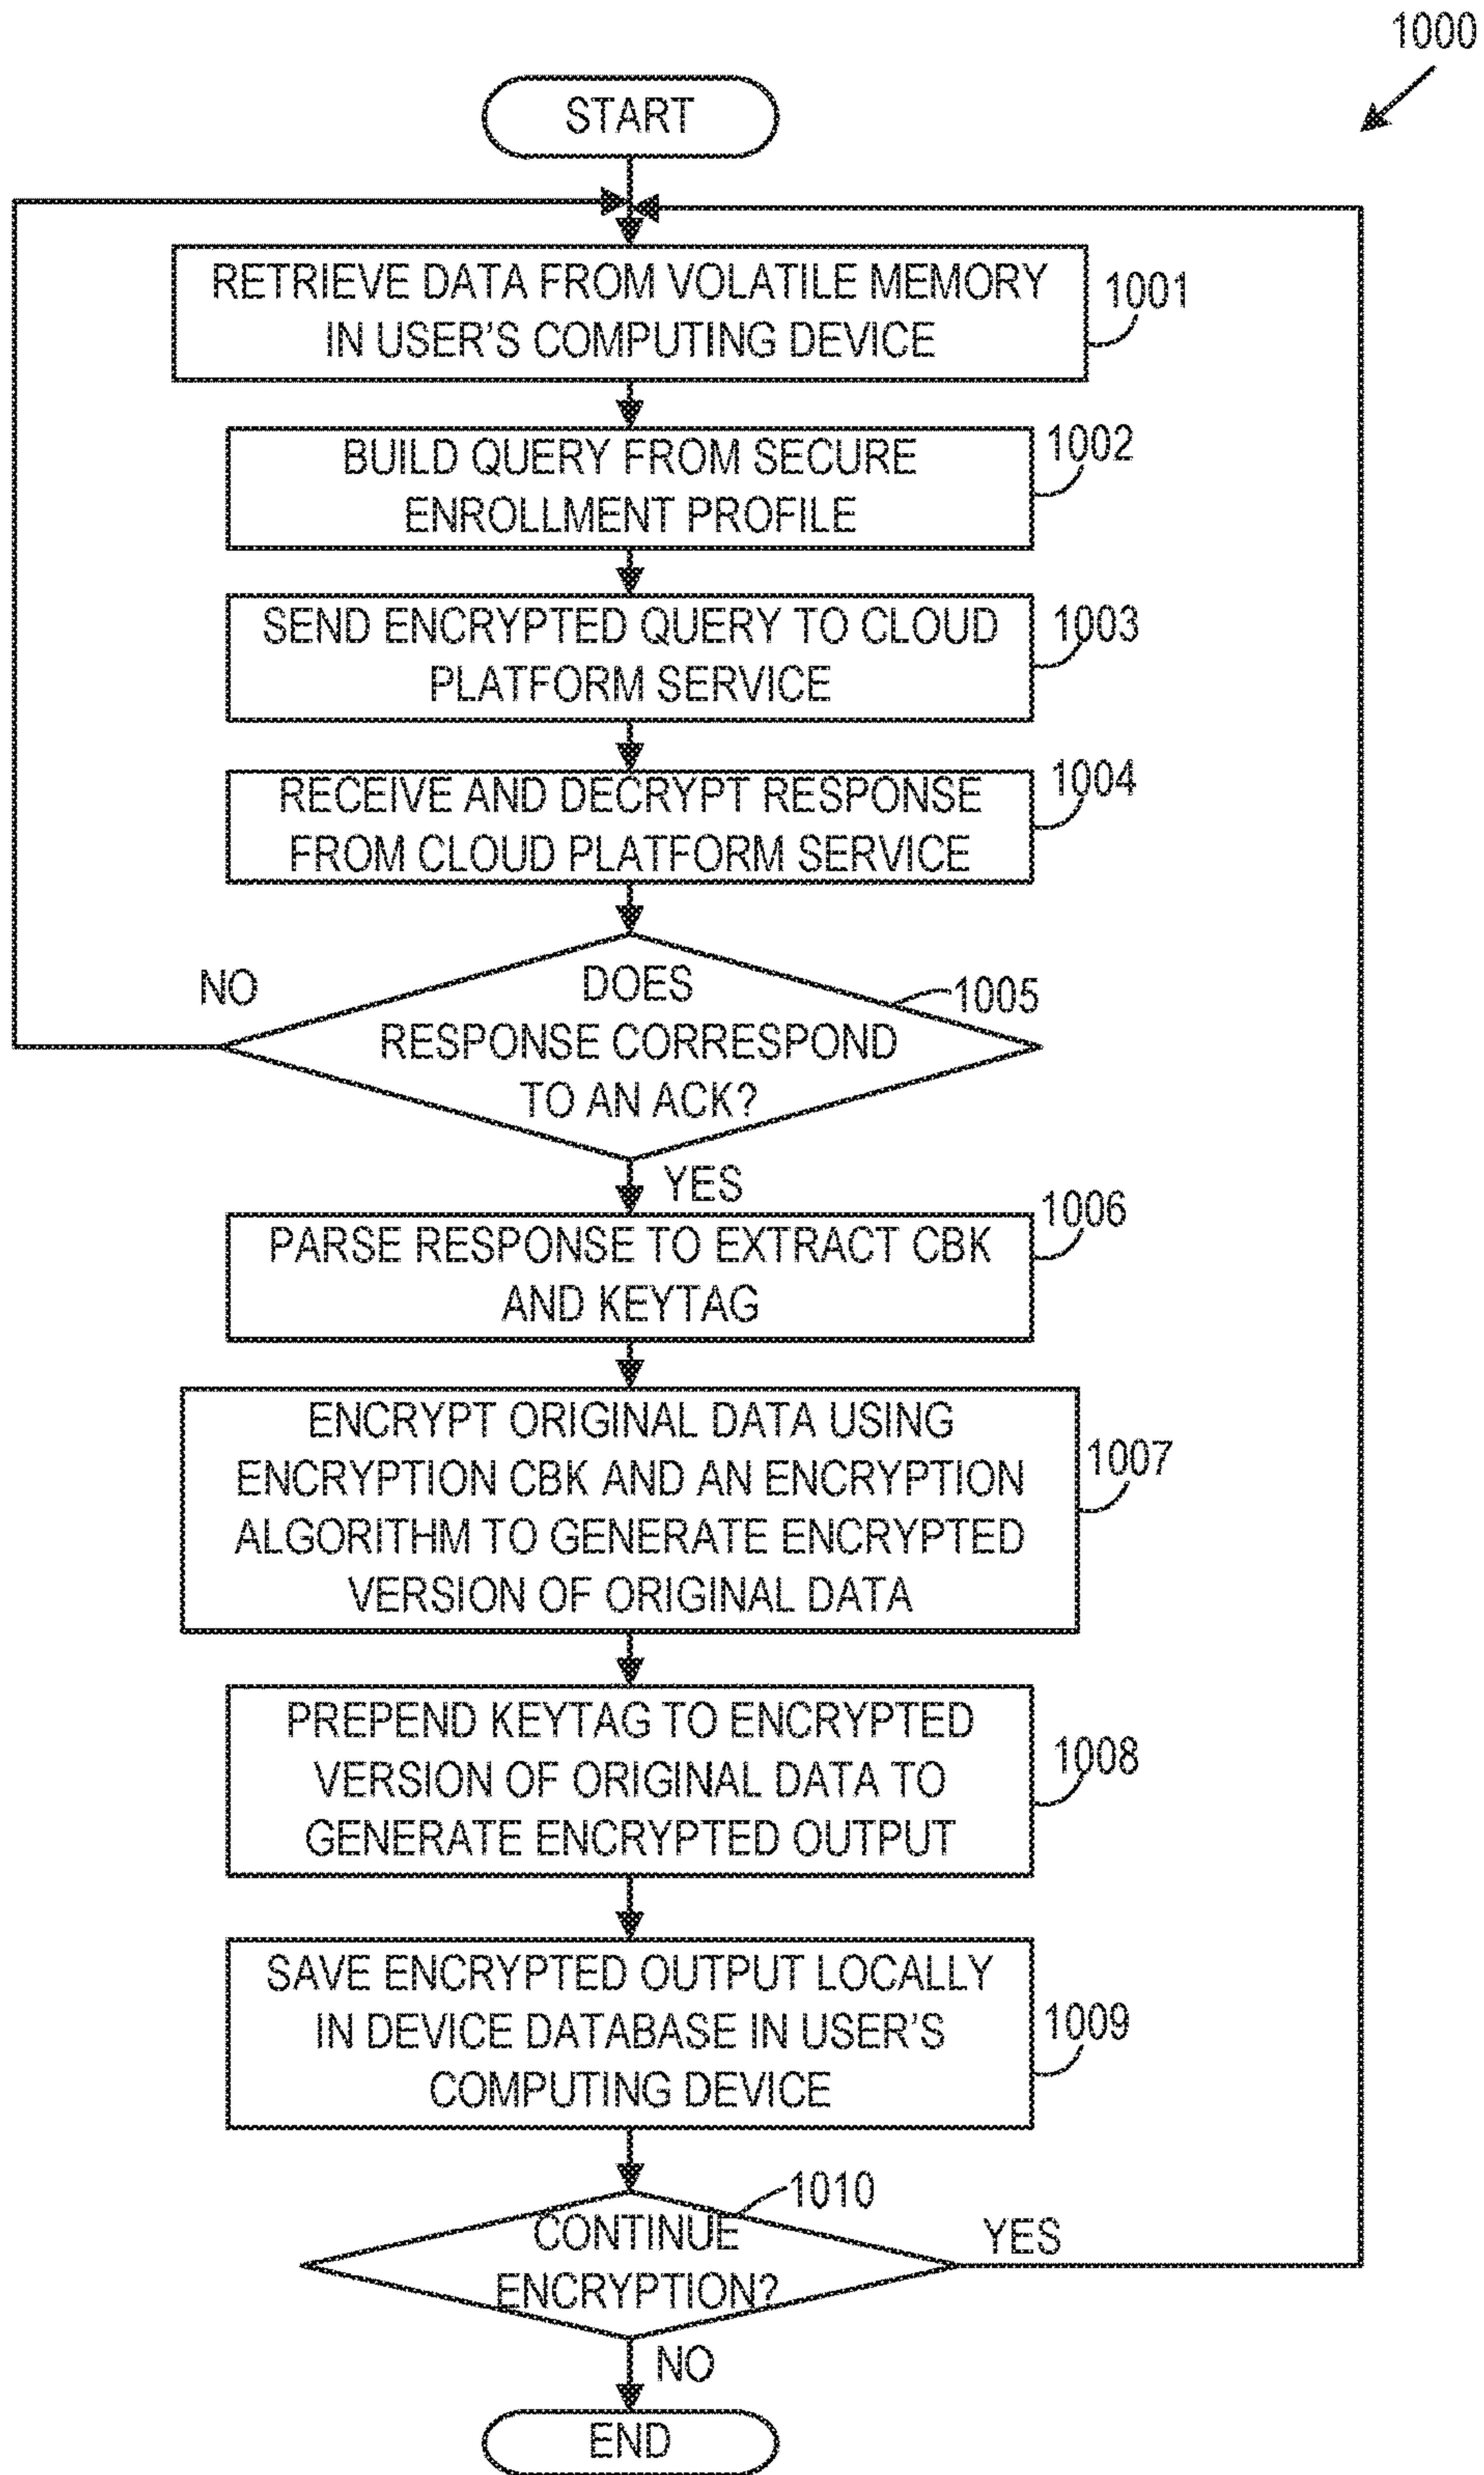 1000
START
RETRIEVE DATA FROM VOLATILE MEMORY
IN USER'S COMPUTING DEVICE
1001
BUILD QUERY FROM SECURE
ENROLLMENT PROFILE
1002
SEND ENCRYPTED QUERY TO CLOUD
PLATFORM SERVICE
1003
RECEIVE AND DECRYPT RESPONSE
FROM CLOUD PLATFORM SERVICE
1004
NO
DOES
RESPONSE CORRESPOND
TO AN ACK?
1005
YES
PARSE RESPONSE TO EXTRACT CBK
AND KEYTAG
1006
ENCRYPT ORIGINAL DATA USING
ENCRYPTION CBK AND AN ENCRYPTION
ALGORITHM TO GENERATE ENCRYPTED
VERSION OF ORIGINAL DATA
1007
PREPEND KEYTAG TO ENCRYPTED
VERSION OF ORIGINAL DATA TO
GENERATE ENCRYPTED OUTPUT
1008
SAVE ENCRYPTED OUTPUT LOCALLY
IN DEVICE DATABASE IN USER'S
COMPUTING DEVICE
1009
CONTINUE
ENCRYPTION?
1010
YES
NO
END